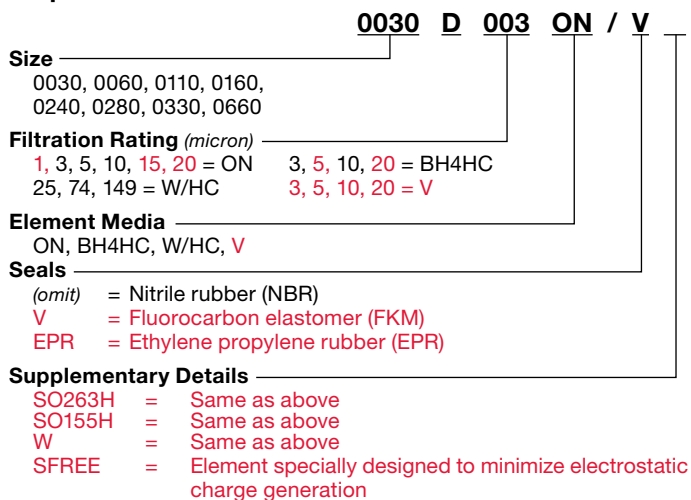 0030 D 003 ON / V
Size
0030, 0060, 0110, 0160,
0240, 0280, 0330, 0660
Filtration Rating (micron)
1, 3, 5, 10, 15, 20 = ON 3, 5, 10, 20 = BH4HC
25, 74, 149 = W/HC 3, 5, 10, 20 = V
Element Media
ON, BH4HC, W/HC, V
Seals
(omit) = Nitrile rubber (NBR)
V = Fluorocarbon elastomer (FKM)
EPR = Ethylene propylene rubber (EPR)
Supplementary Details
SO263H = Same as above
SO155H = Same as above
W = Same as above
SFREE = Element specially designed to minimize electrostatic
charge generation